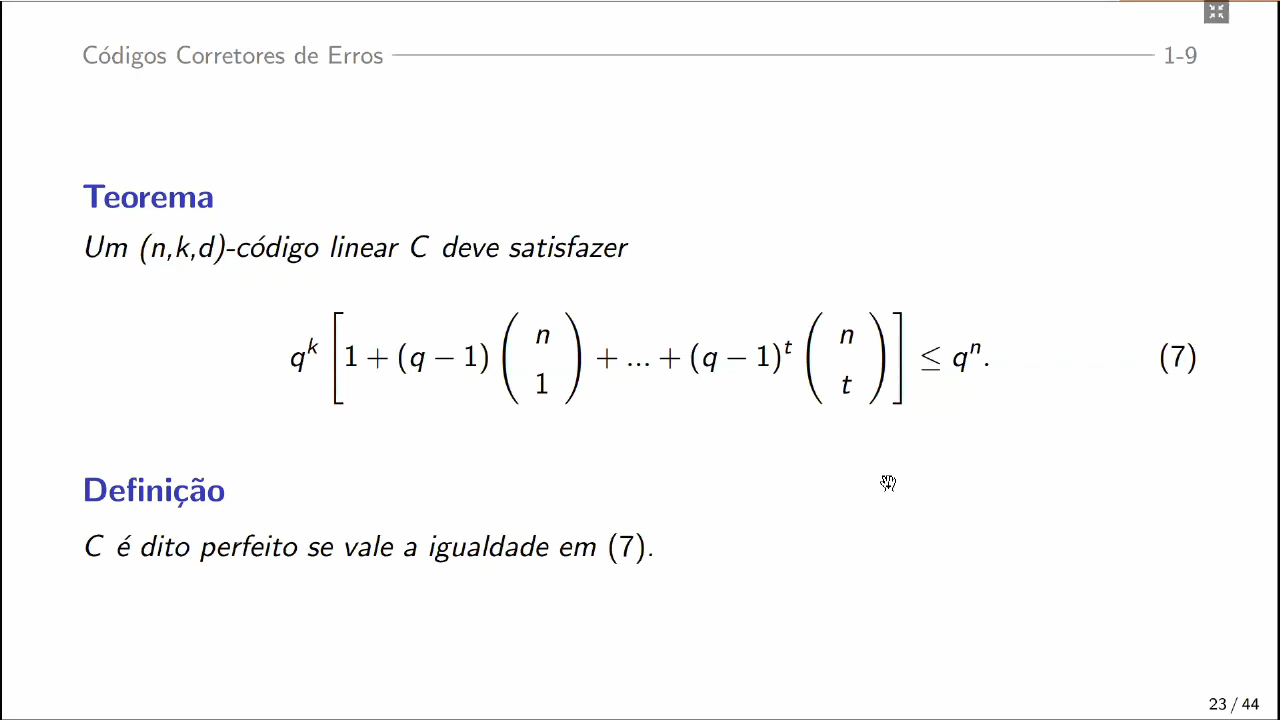 Códigos Corretores de Erros 1-9
Teorema
Um (n,k,d)-código linear C deve satisfazer
q^k [ 1 + (q − 1) ( n 1 ) + ... + (q − 1)^t ( n t ) ] ≤ q^n. (7)
Definição
C é dito perfeito se vale a igualdade em (7).
23 / 44